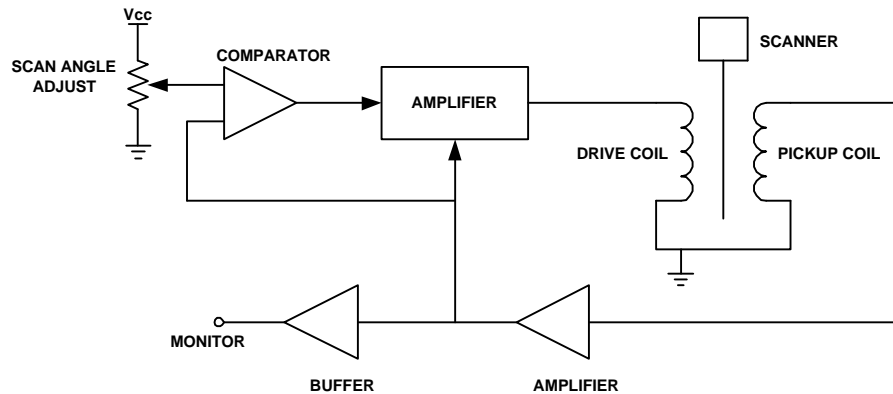 Vcc
SCAN ANGLE
ADJUST
COMPARATOR
AMPLIFIER
SCANNER
DRIVE COIL
PICKUP COIL
MONITOR
BUFFER
AMPLIFIER